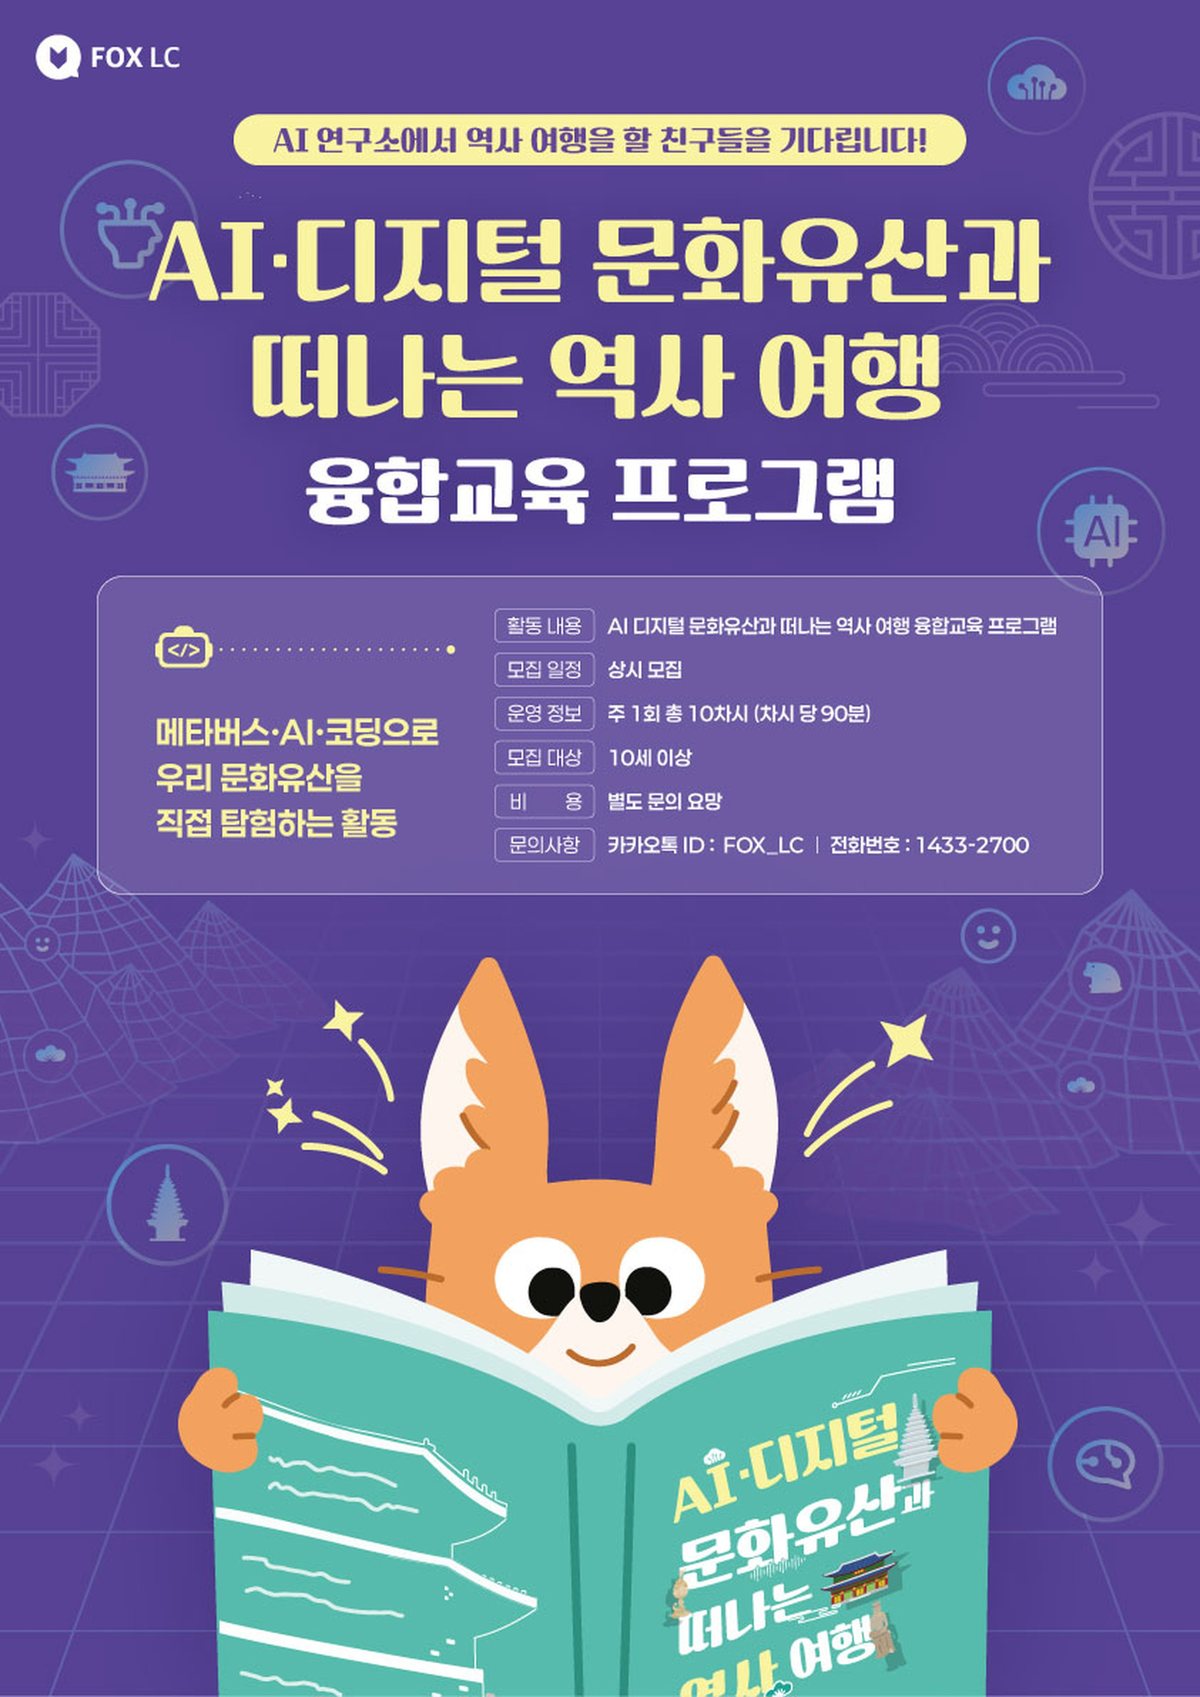 FOX LC
AI 연구소에서 역사 여행을 할 친구들을 기다립니다!
AI·디지털 문화유산과
떠나는 역사 여행
융합교육 프로그램
</>
메타버스·AI·코딩으로
우리 문화유산을
직접 탐험하는 활동
활동 내용 AI 디지털 문화유산과 떠나는 역사 여행 융합교육 프로그램
모집 일정 상시 모집
운영 정보 주 1회 총 10차시 (차시 당 90분)
모집 대상 10세 이상
비 용 별도 문의 요망
문의사항 카카오톡 ID : FOX_LC | 전화번호 : 1433-2700
AI
AI·디지털
문화유산과
떠나는
역사 여행